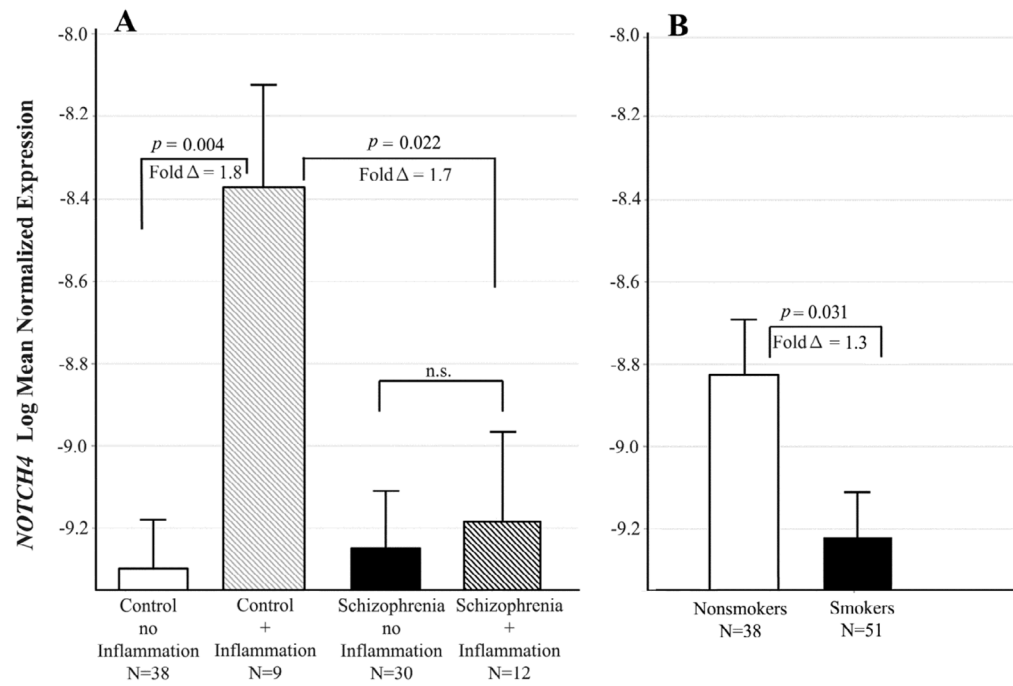 A
B
NOTCH4 Log Mean Normalized Expression
-8.0
-8.2
-8.4
-8.6
-8.8
-9.0
-9.2
p = 0.004
Fold Δ = 1.8
p = 0.022
Fold Δ = 1.7
n.s.
Control
no
Inflammation
N=38
Control
+
Inflammation
N=9
Schizophrenia
no
Inflammation
N=30
Schizophrenia
+
Inflammation
N=12
-8.0
-8.2
-8.4
-8.6
-8.8
-9.0
-9.2
p = 0.031
Fold Δ = 1.3
Nonsmokers
N=38
Smokers
N=51